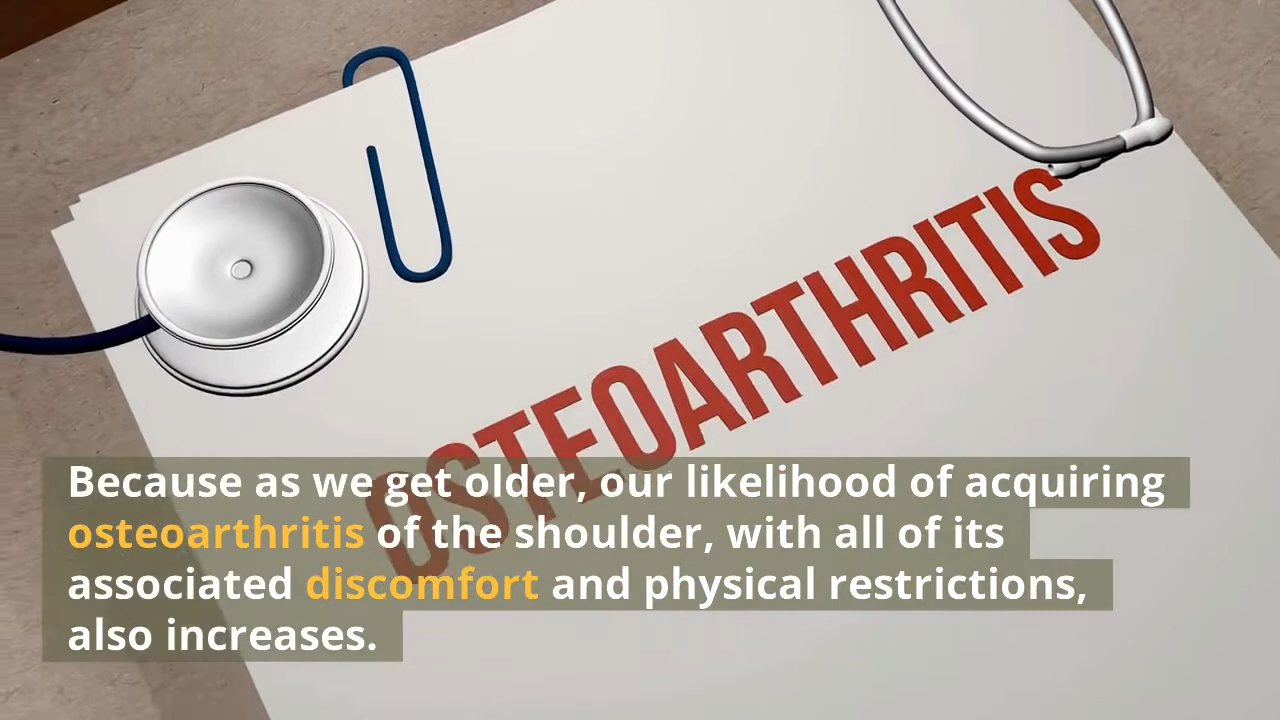 OSTEOARTHRITIS
Because as we get older, our likelihood of acquiring
osteoarthritis of the shoulder, with all of its
associated discomfort and physical restrictions,
also increases.